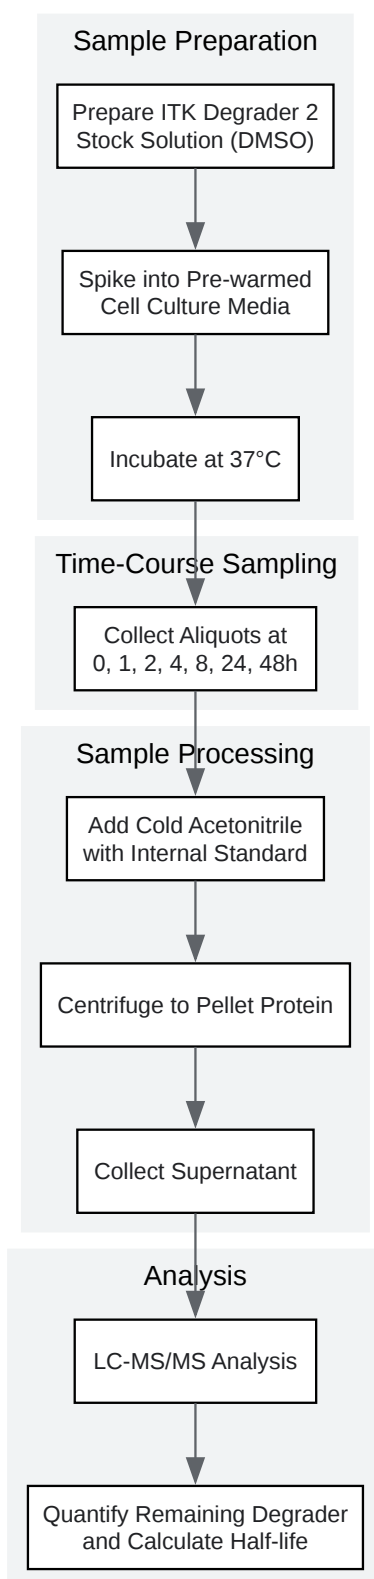 Sample Preparation
Prepare ITK Degrader 2
Stock Solution (DMSO)
Spike into Pre-warmed
Cell Culture Media
Incubate at 37°C
Time-Course Sampling
Collect Aliquots at
0, 1, 2, 4, 8, 24, 48h
Sample Processing
Add Cold Acetonitrile
with Internal Standard
Centrifuge to Pellet Protein
Collect Supernatant
Analysis
LC-MS/MS Analysis
Quantify Remaining Degrader
and Calculate Half-life